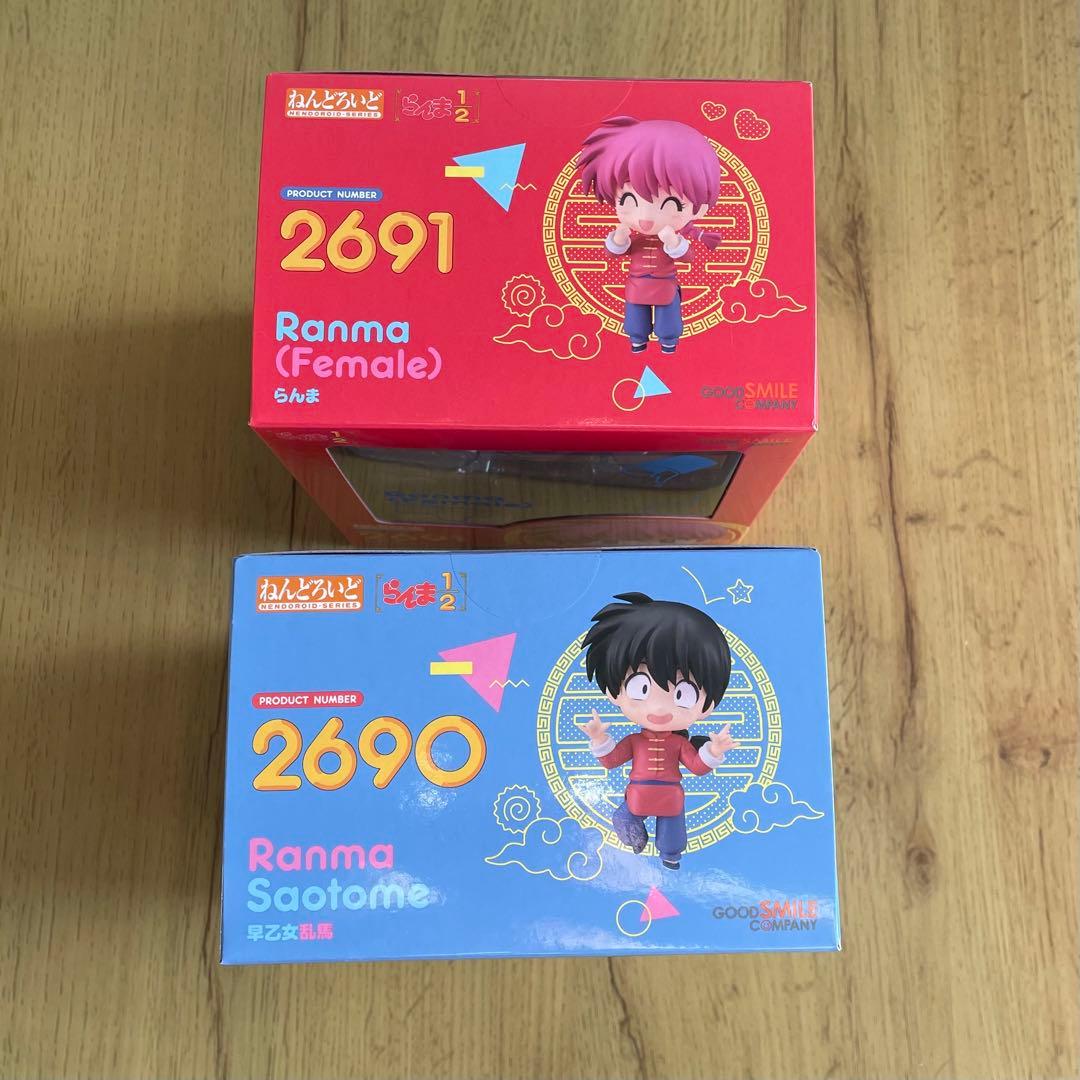 ねんどろいど
NENDOROID-SERIES
らんま1/2
PRODUCT NUMBER
2691
Ranma
(Female)
らんま
GOOD SMILE
COMPANY
Ranma
(Female)
ねんどろいど
NENDOROID-SERIES
らんま1/2
PRODUCT NUMBER
2690
Ranma
Saotome
早乙女乱馬
GOOD SMILE
COMPANY